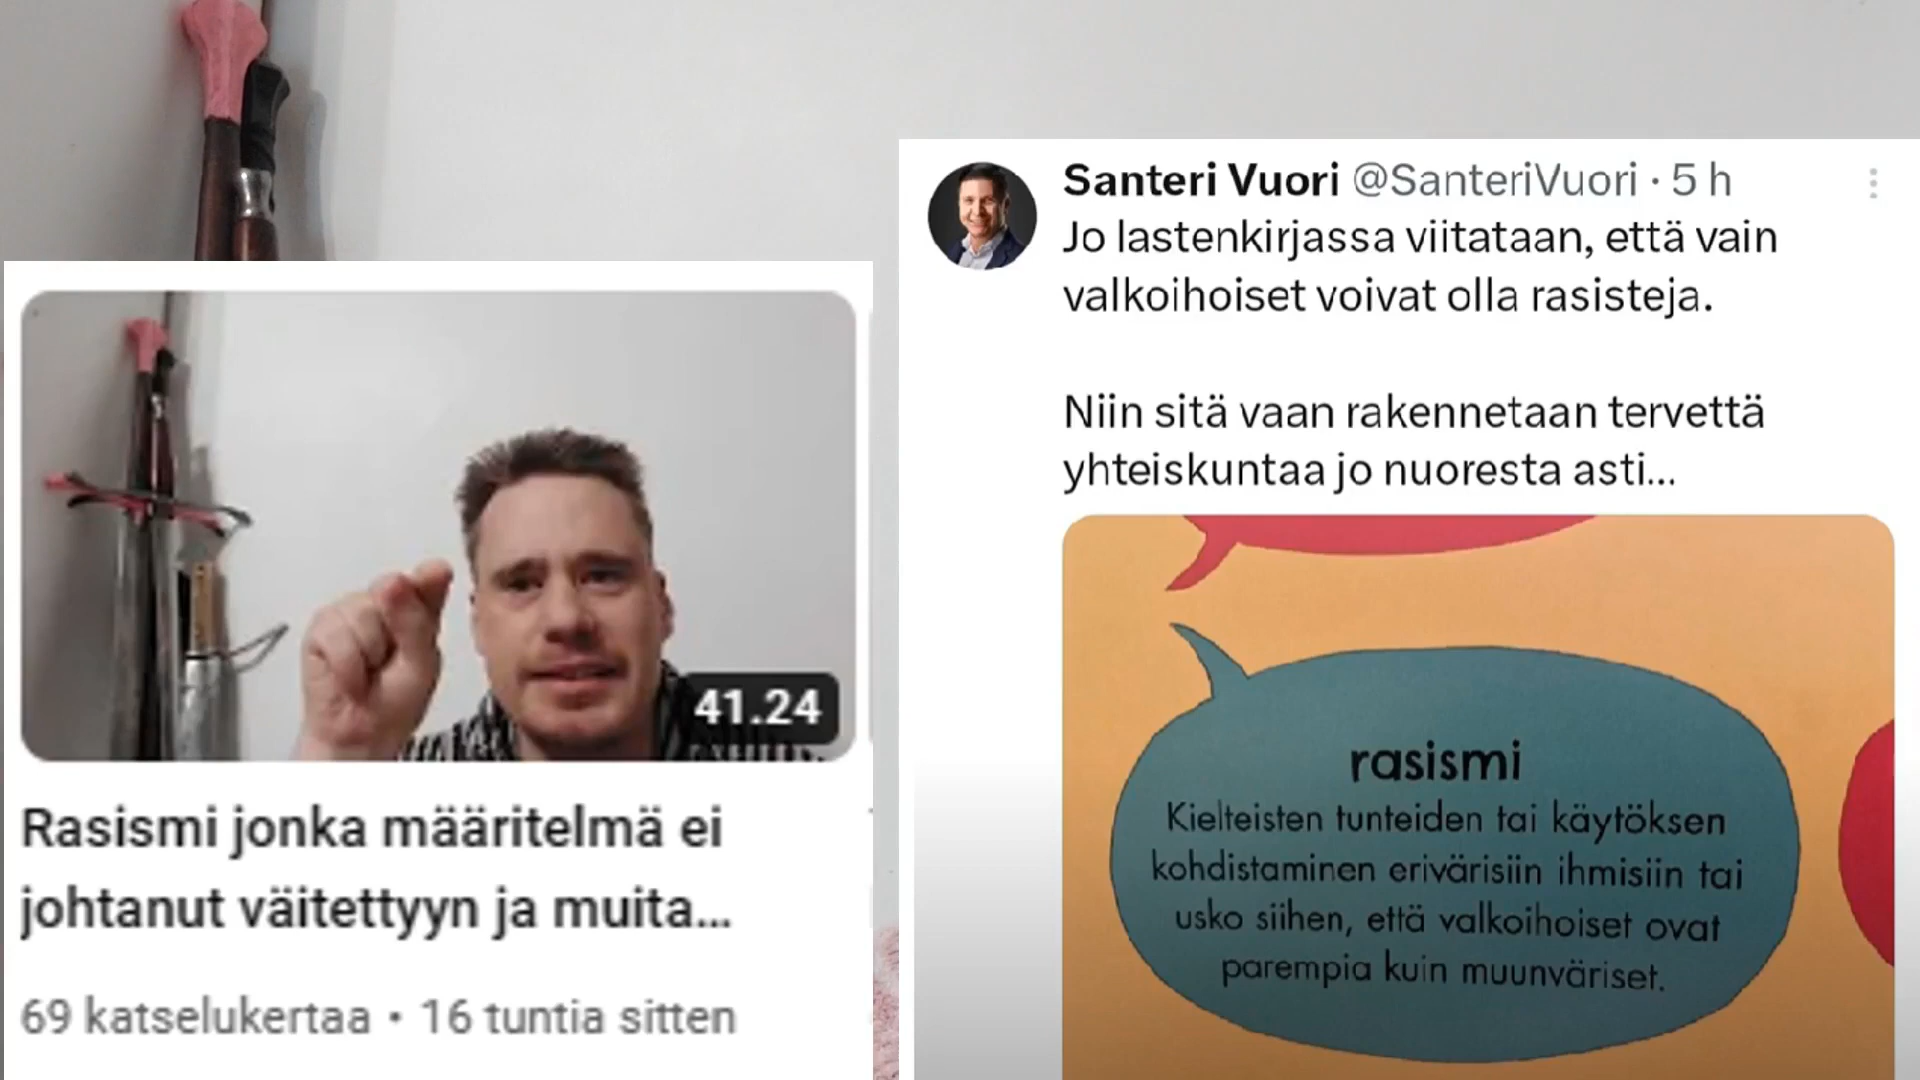 41.24
Rasismi jonka määritelmä ei
johtanut väitettyyn ja muita...
69 katselukertaa • 16 tuntia sitten
Santeri Vuori @SanteriVuori · 5 h
Jo lastenkirjassa viitataan, että vain
valkoihoiset voivat olla rasisteja.
Niin sitä vaan rakennetaan tervettä
yhteiskuntaa jo nuoresta asti...
rasismi
Kielteisten tunteiden tai käytöksen
kohdistaminen erivärisiin ihmisiin tai
usko siihen, että valkoihoiset ovat
parempia kuin muunväriset.